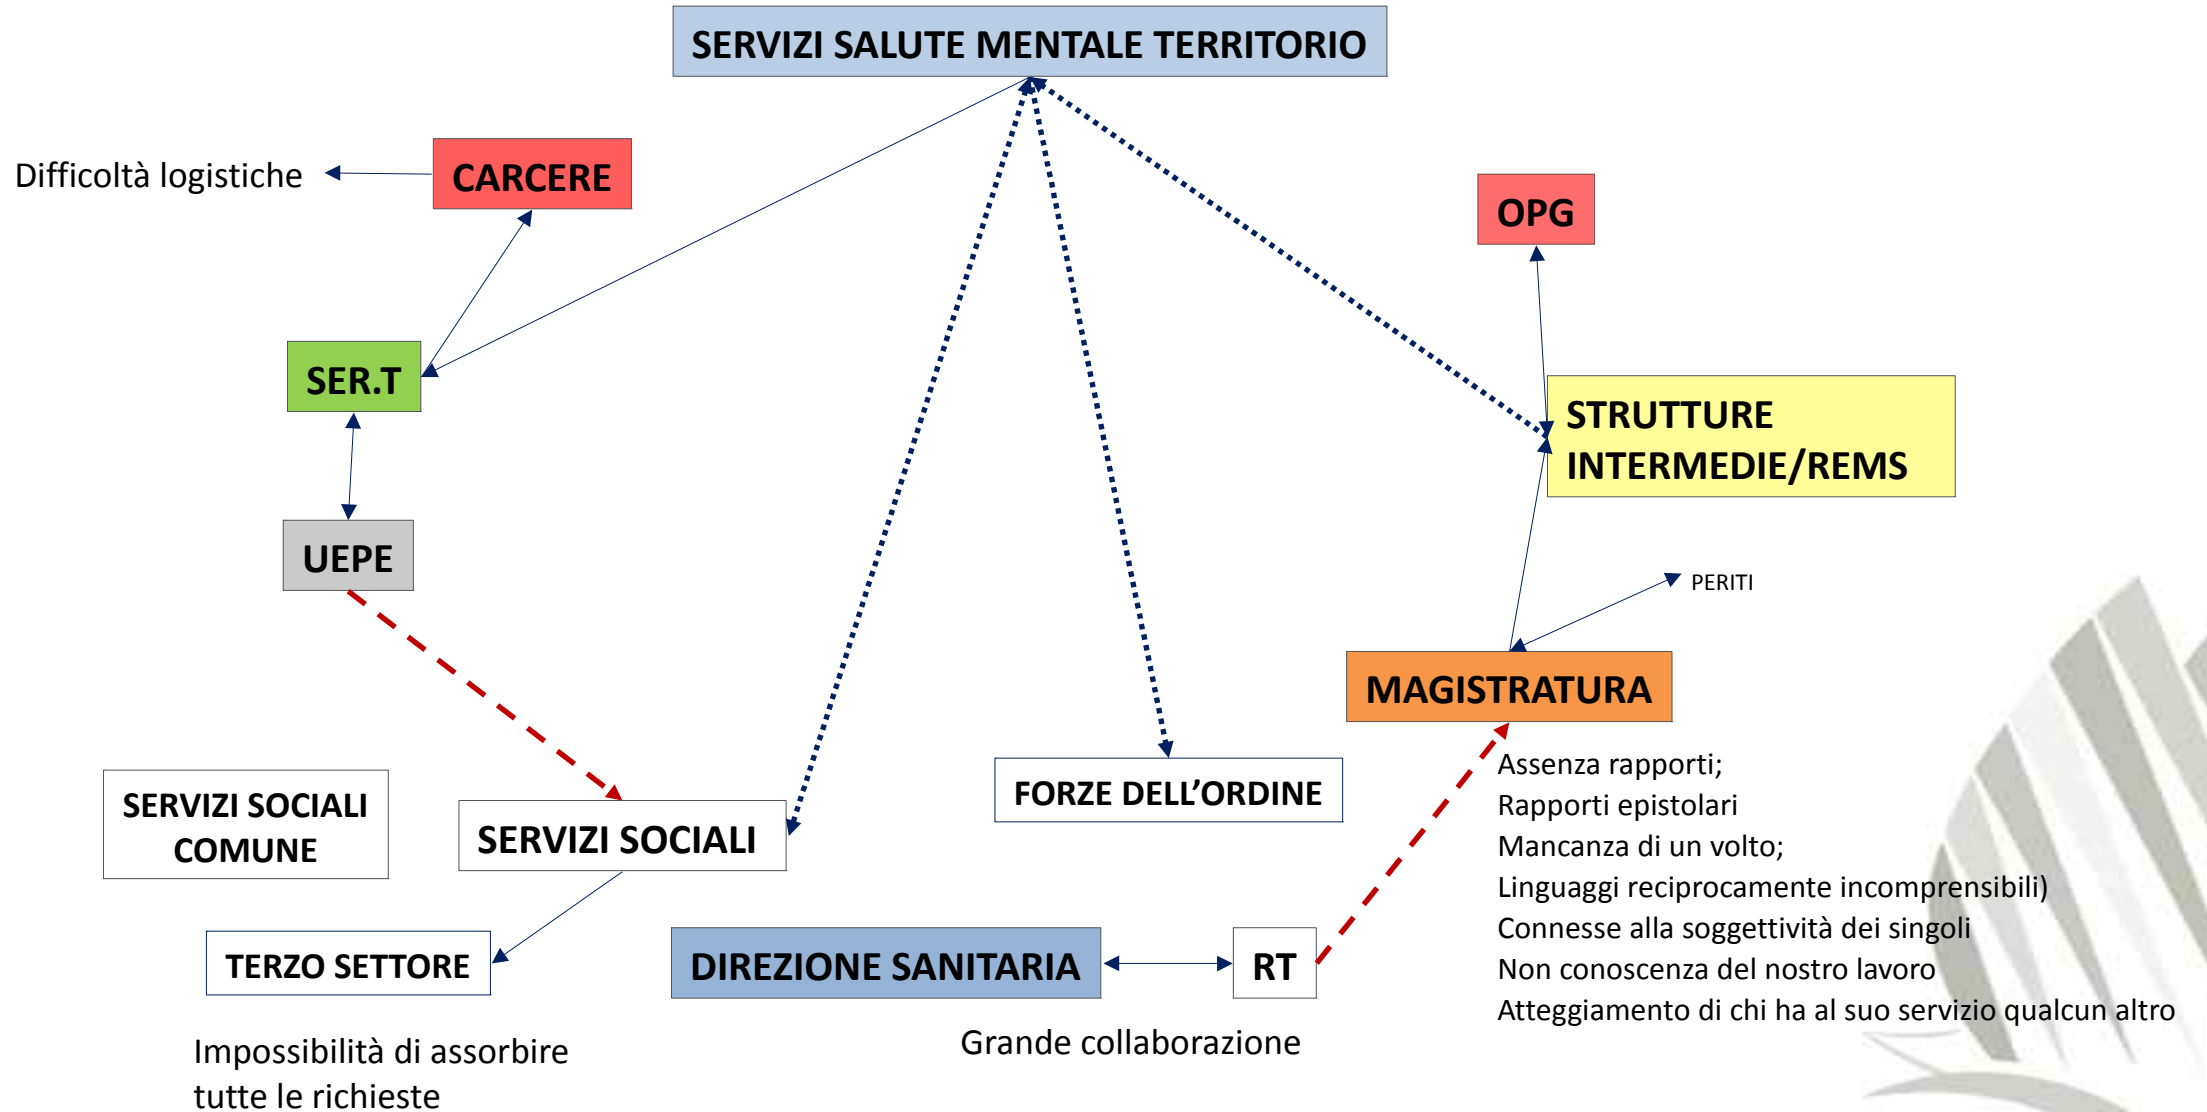 SERVIZI SALUTE MENTALE TERRITORIO
Difficoltà logistiche
CARCERE
OPG
SER.T
STRUTTURE
INTERMEDIE/REMS
UEPE
PERITI
MAGISTRATURA
SERVIZI SOCIALI
COMUNE
SERVIZI SOCIALI
FORZE DELL’ORDINE
Assenza rapporti;
Rapporti epistolari
Mancanza di un volto;
Linguaggi reciprocamente incomprensibili)
Connesse alla soggettività dei singoli
Non conoscenza del nostro lavoro
Atteggiamento di chi ha al suo servizio qualcun altro
TERZO SETTORE
DIREZIONE SANITARIA
RT
Impossibilità di assorbire
tutte le richieste
Grande collaborazione